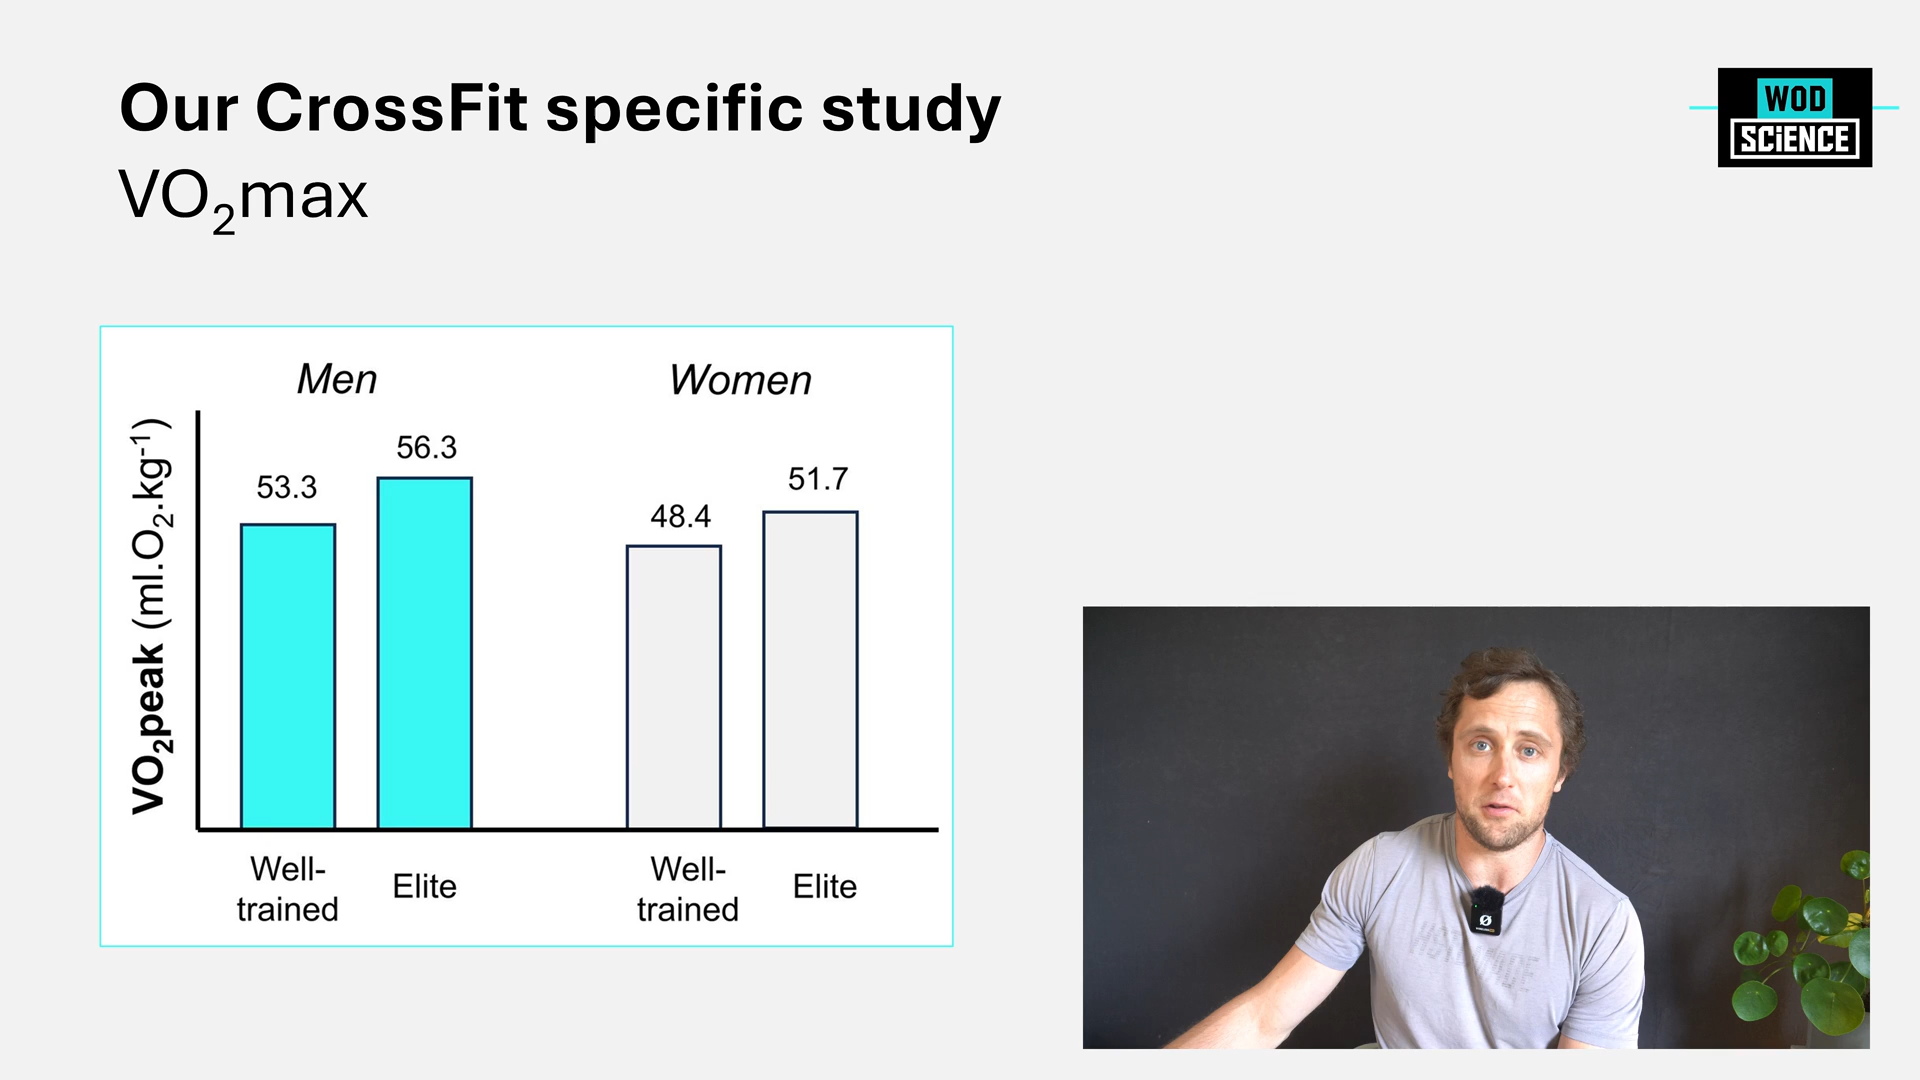 Our CrossFit specific study
VO₂max
WOD
SCiENCE
Men
Women
VO₂peak (ml.O₂.kg⁻¹)
53.3
56.3
48.4
51.7
Well-
trained
Elite
Well-
trained
Elite